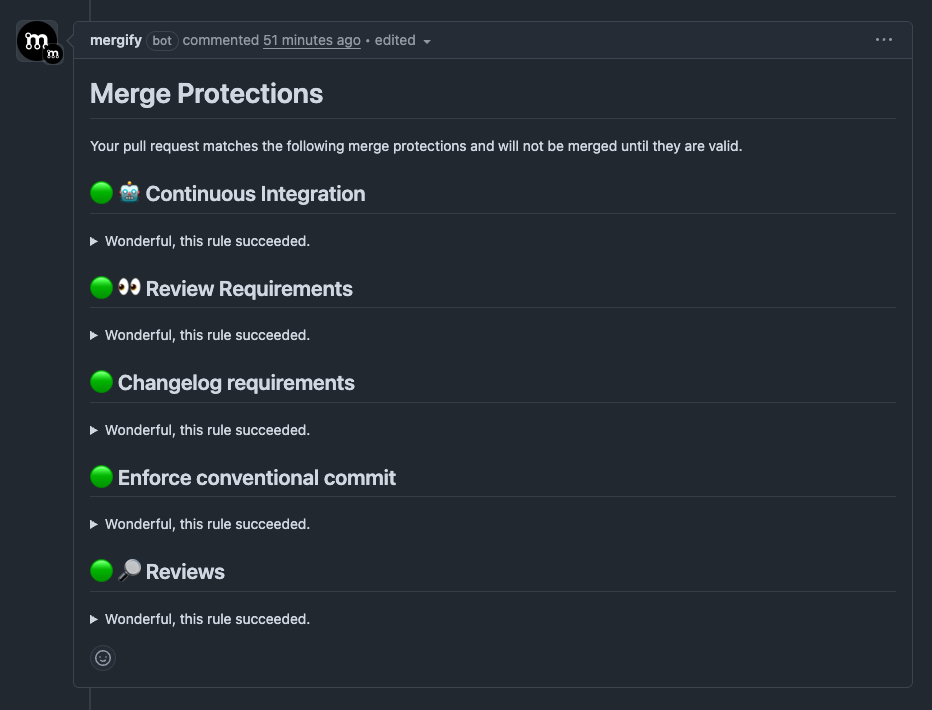 mergify bot commented 51 minutes ago • edited
Merge Protections
Your pull request matches the following merge protections and will not be merged until they are valid.
🟢 🤖 Continuous Integration
Wonderful, this rule succeeded.
🟢 👀 Review Requirements
Wonderful, this rule succeeded.
🟢 Changelog requirements
Wonderful, this rule succeeded.
🟢 Enforce conventional commit
Wonderful, this rule succeeded.
🟢 🔎 Reviews
Wonderful, this rule succeeded.